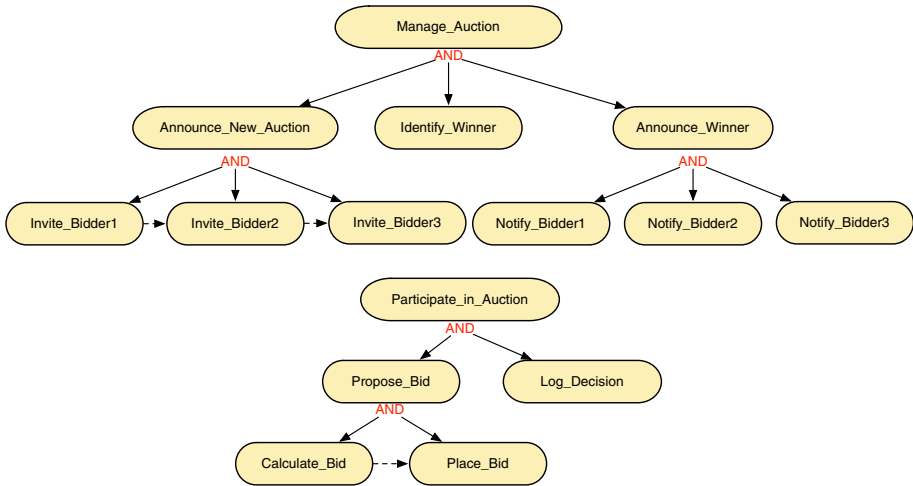 Manage_Auction
AND
Announce_New_Auction
Identify_Winner
Announce_Winner
AND
AND
Invite_Bidder1
Invite_Bidder2
Invite_Bidder3
Notify_Bidder1
Notify_Bidder2
Notify_Bidder3
Participate_in_Auction
AND
Propose_Bid
Log_Decision
AND
Calculate_Bid
Place_Bid